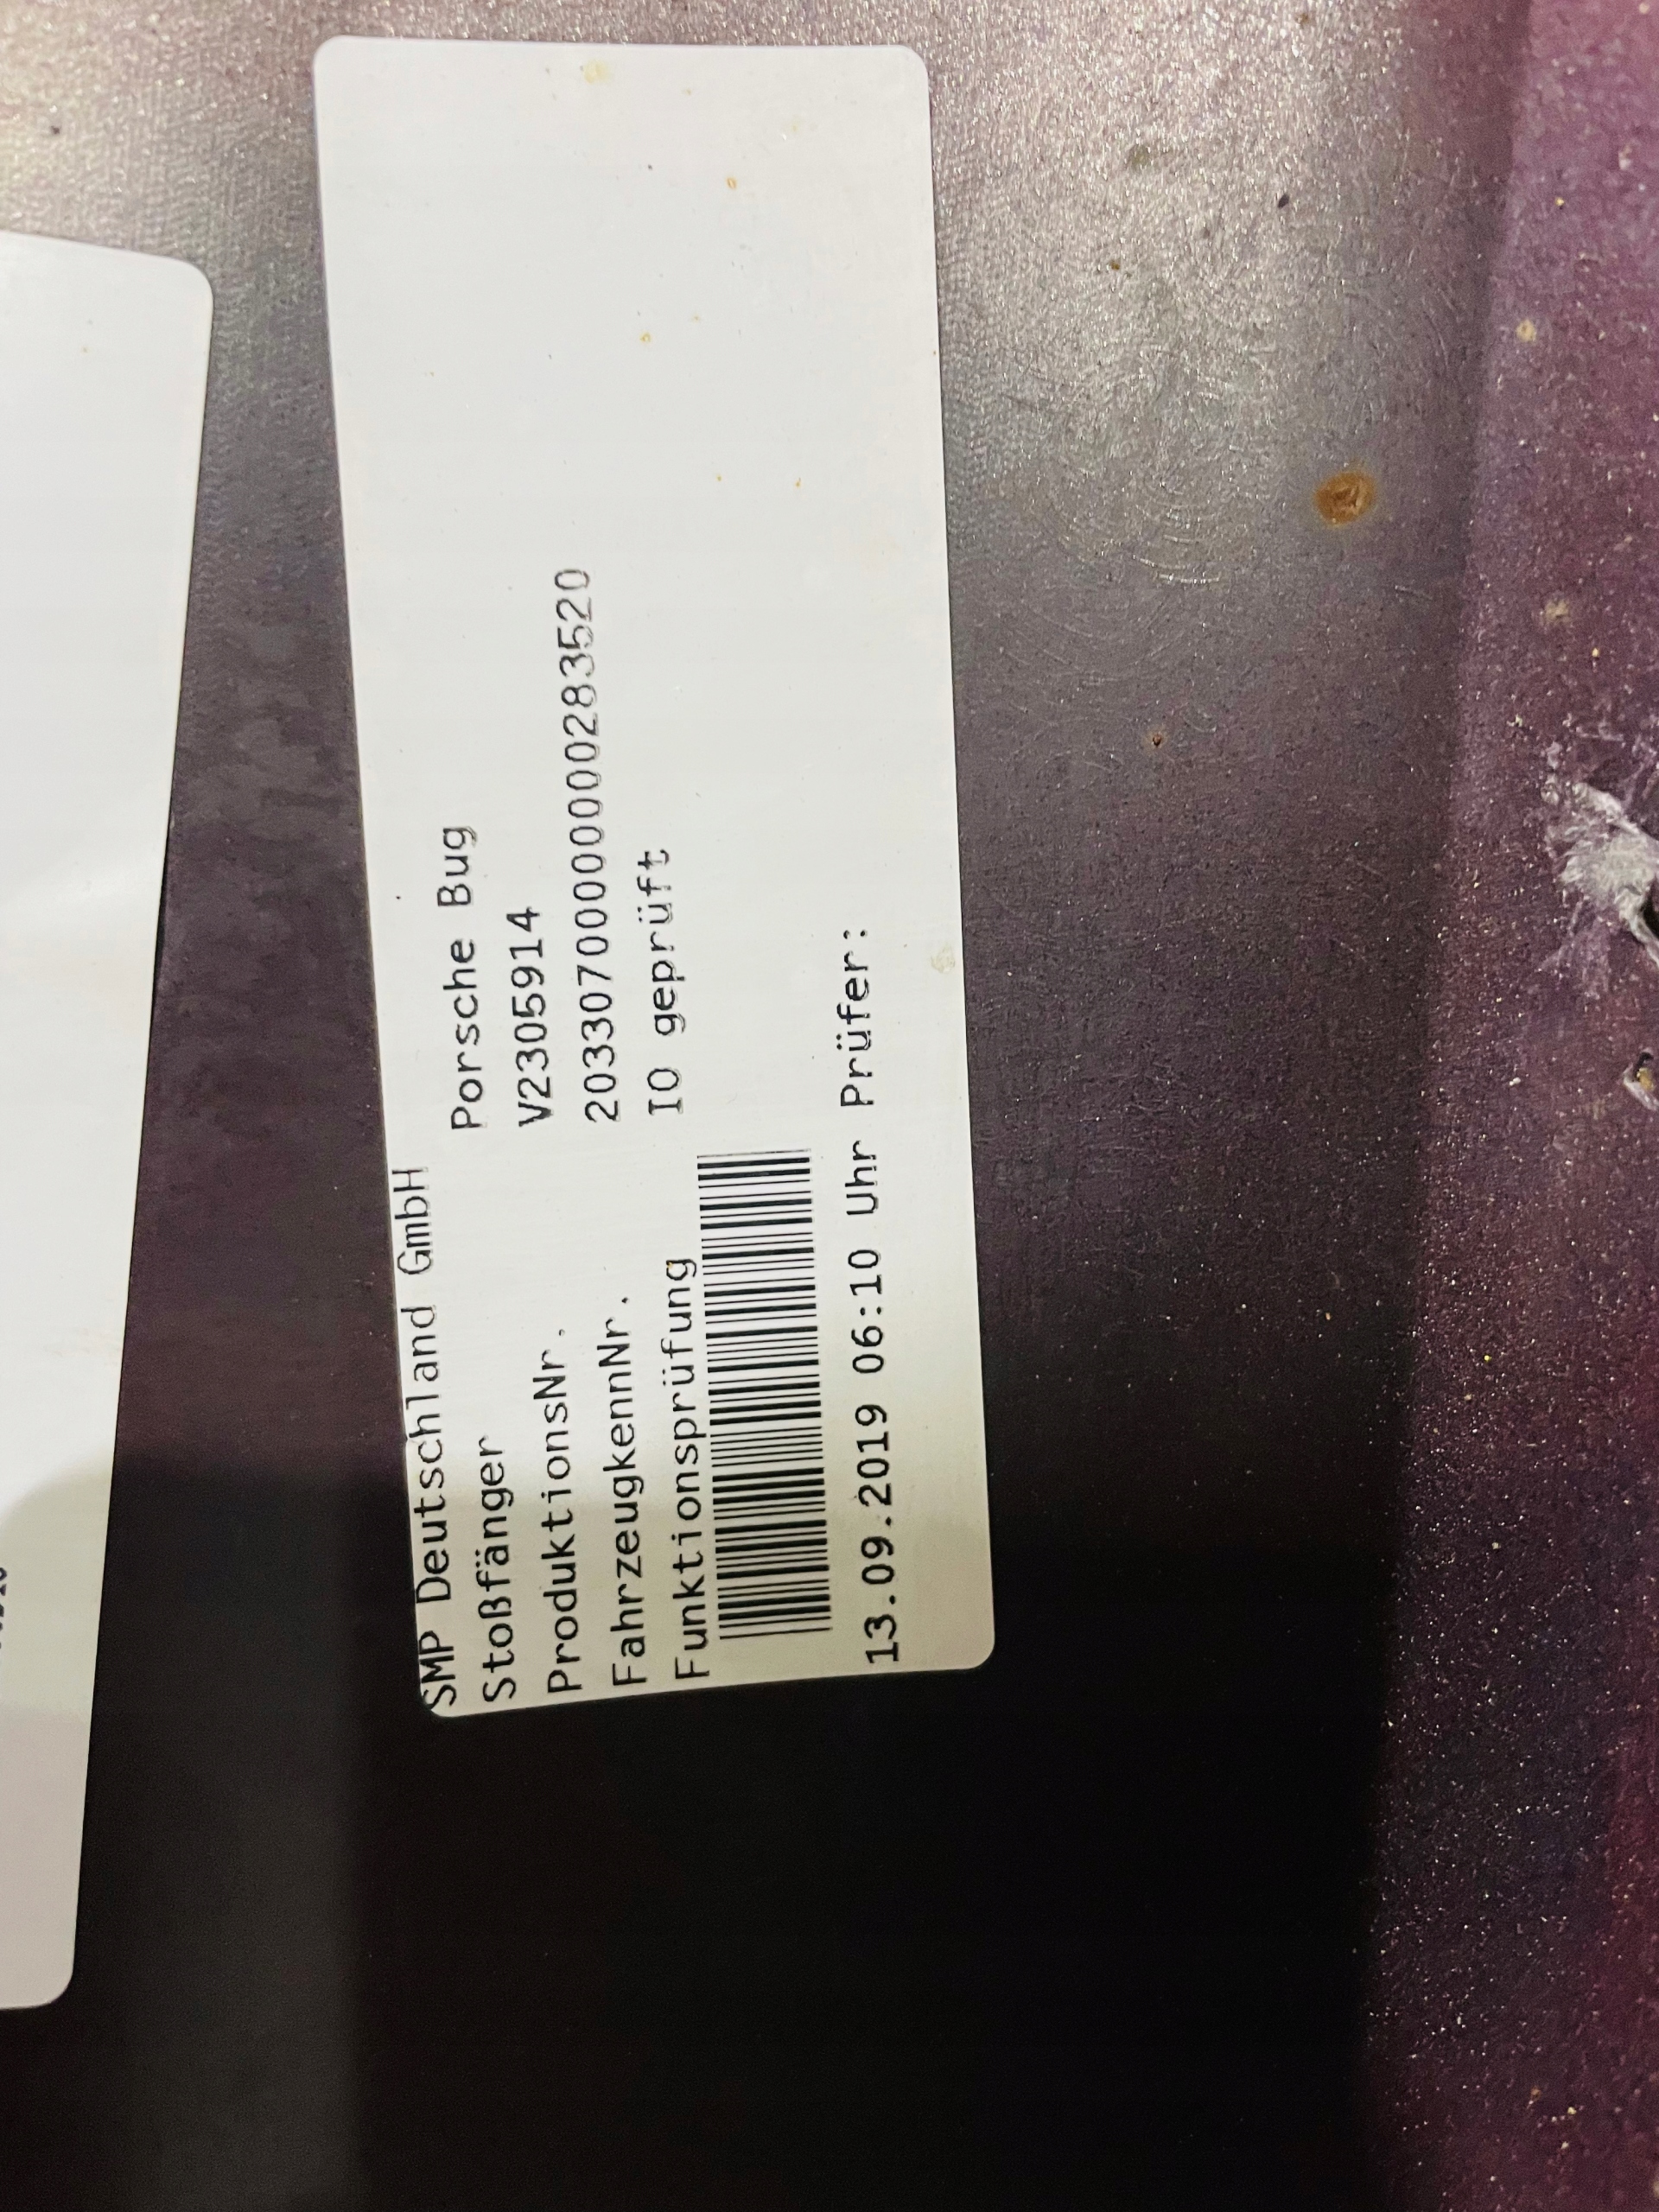 SMP Deutschland GmbH
Stoßfänger Porsche Bug
ProduktionsNr. V2305914
FahrzeugkennNr. 203307000000000283520
Funktionsprüfung IO geprüft
13.09.2019 06:10 Uhr Prüfer: